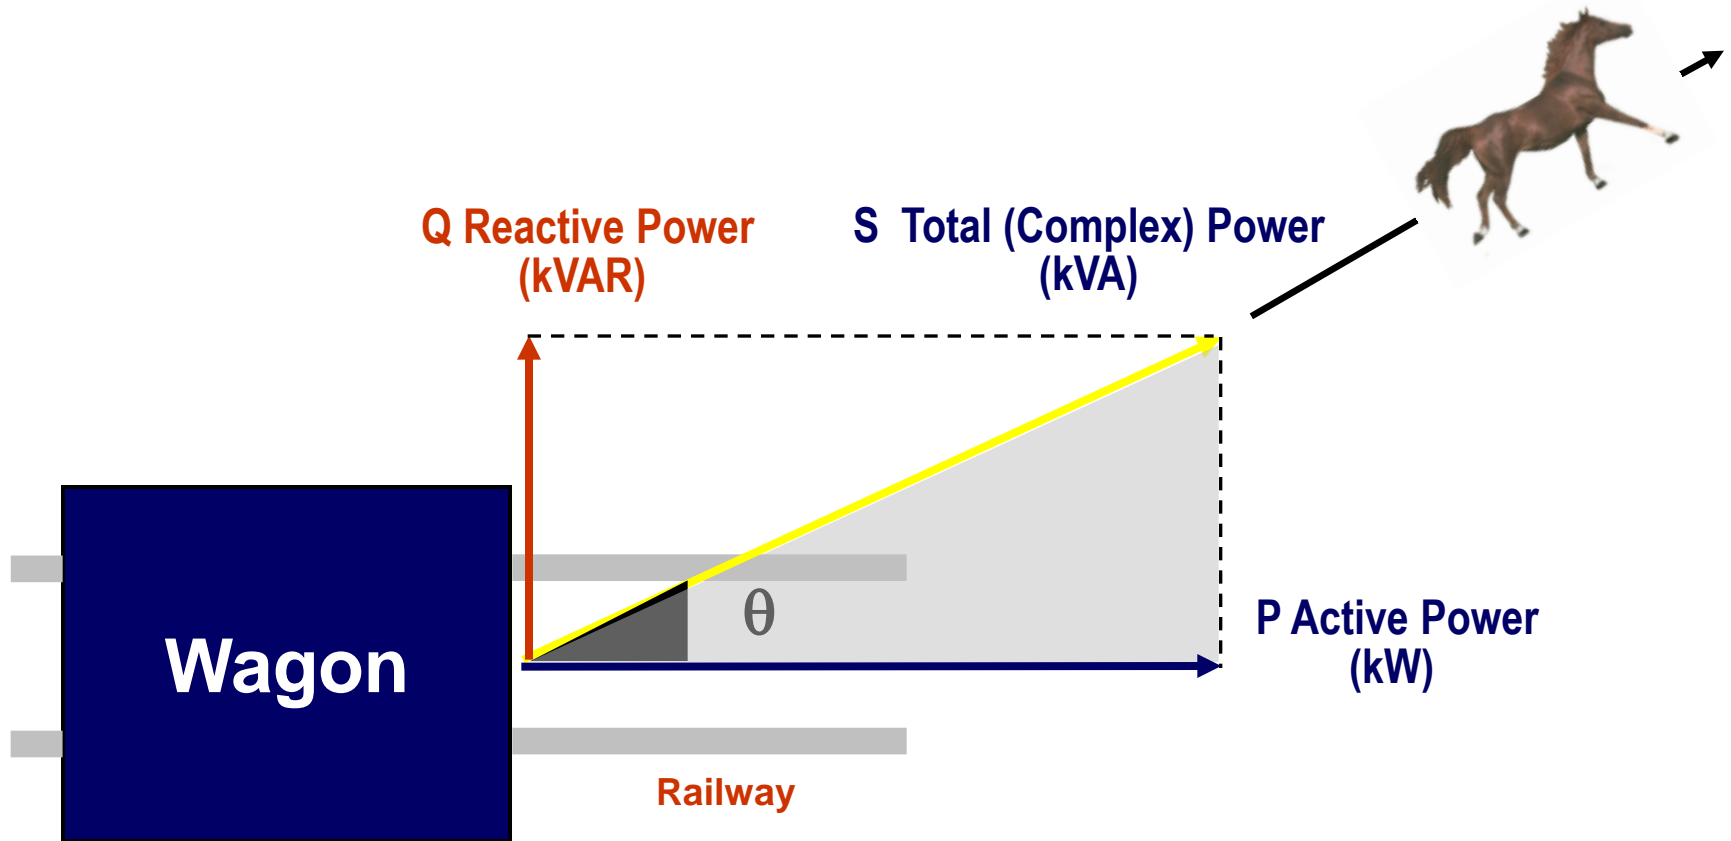 Q Reactive Power
(kVAR)
S Total (Complex) Power
(kVA)
θ
P Active Power
(kW)
Wagon
Railway